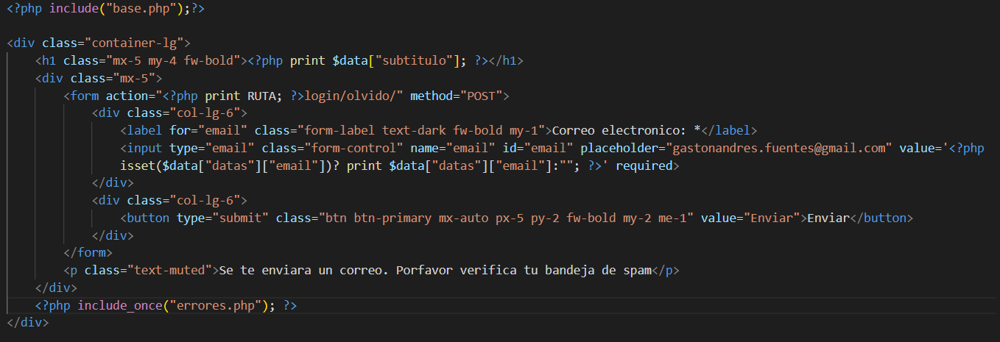 <?php include("base.php");?>
<div class="container-lg">
<h1 class="mx-5 my-4 fw-bold"><?php print $data["subtitulo"]; ?></h1>
<div class="mx-5">
<form action="<?php print RUTA; ?>login/olvido/" method="POST">
<div class="col-lg-6">
<label for="email" class="form-label text-dark fw-bold my-1">Correo electronico: *</label>
<input type="email" class="form-control" name="email" id="email" placeholder="gastonandres.fuentes@gmail.com" value='<?php
isset($data["datas"]["email"])? print $data["datas"]["email"]:""; ?>' required>
</div>
<div class="col-lg-6">
<button type="submit" class="btn btn-primary mx-auto px-5 py-2 fw-bold my-2 me-1" value="Enviar">Enviar</button>
</div>
</form>
<p class="text-muted">Se te enviara un correo. Porfavor verifica tu bandeja de spam</p>
</div>
<?php include_once("errores.php"); ?>
</div>